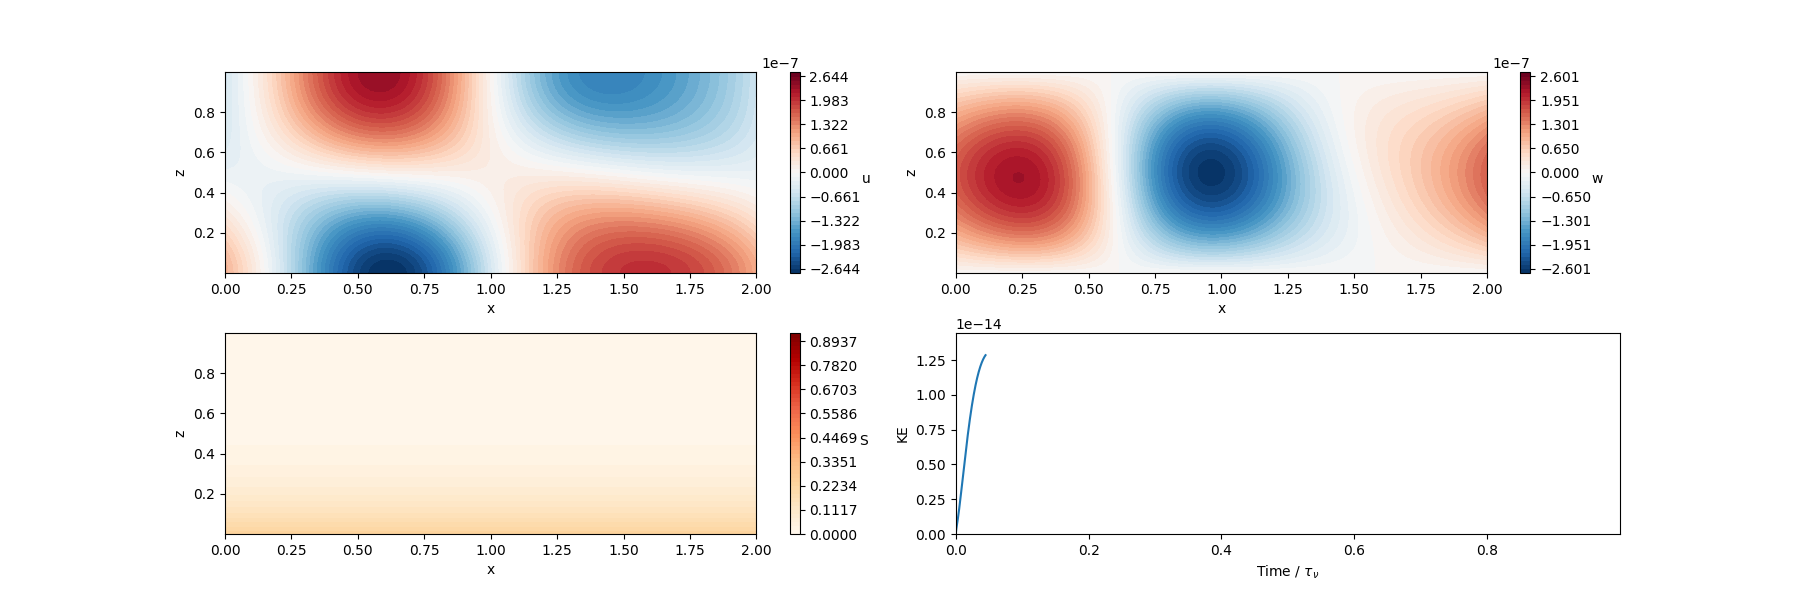 1e−7
0.8
0.6
0.4
0.2
z
0.00 0.25 0.50 0.75 1.00 1.25 1.50 1.75 2.00
x
2.644
1.983
1.322
0.661
0.000
−0.661
−1.322
−1.983
−2.644
u
1e−7
0.8
0.6
0.4
0.2
z
0.00 0.25 0.50 0.75 1.00 1.25 1.50 1.75 2.00
x
2.601
1.951
1.301
0.650
0.000
−0.650
−1.301
−1.951
−2.601
w
0.8
0.6
0.4
0.2
z
0.00 0.25 0.50 0.75 1.00 1.25 1.50 1.75 2.00
x
0.8937
0.7820
0.6703
0.5586
0.4469
0.3351
0.2234
0.1117
0.0000
S
1e−14
1.25
1.00
0.75
0.50
0.25
0.00
KE
0.0 0.2 0.4 0.6 0.8
Time / τν